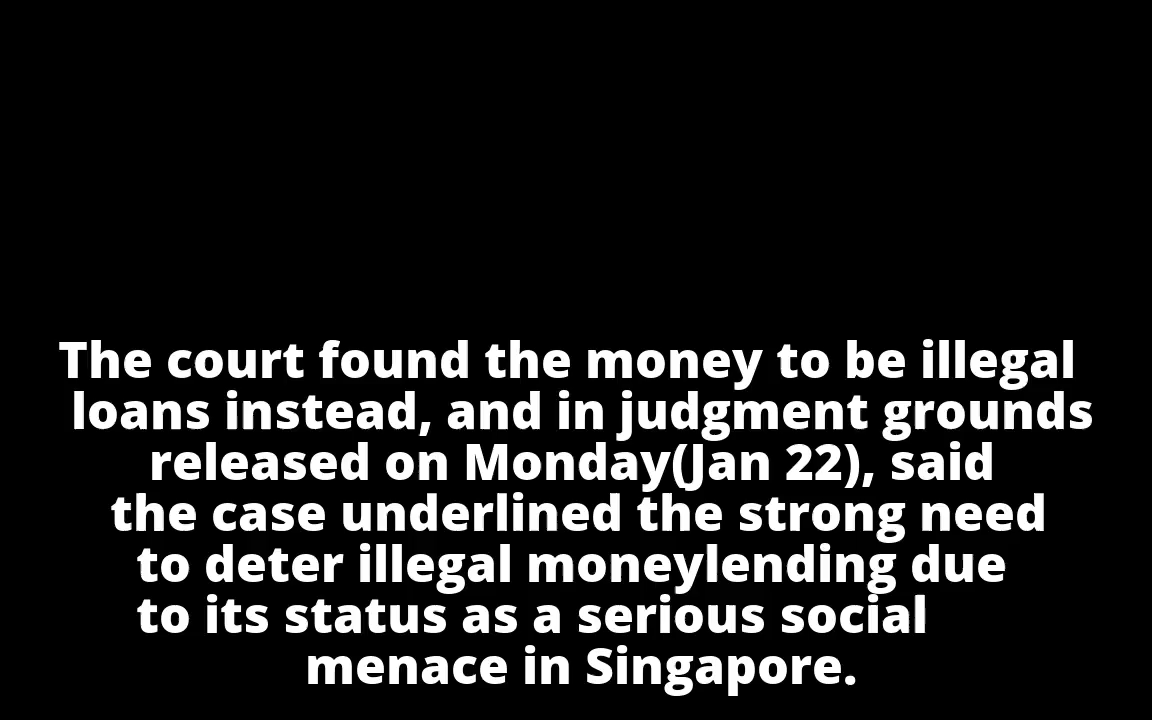 The court found the money to be illegal
loans instead, and in judgment grounds
released on Monday(Jan 22), said
the case underlined the strong need
to deter illegal moneylending due
to its status as a serious social
menace in Singapore.